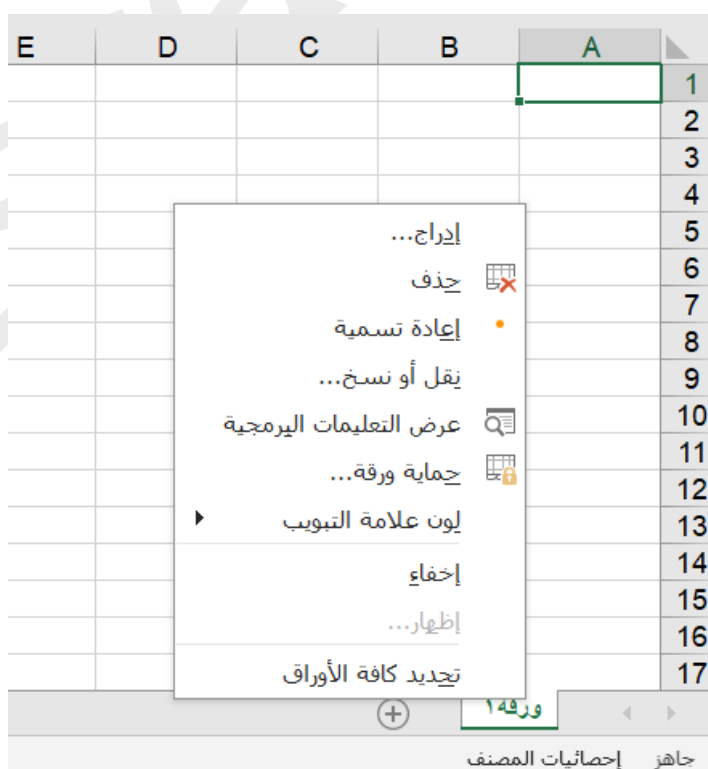 A B C D E
1
2
3
4
5
6
7
8
9
10
11
12
13
14
15
16
17
إدراج...
حذف
إعادة تسمية
نقل أو نسخ...
عرض التعليمات البرمجية
حماية ورقة...
لون علامة التبويب
إخفاء
إظهار...
تحديد كافة الأوراق
ورقة١
جاهز إحصائيات المصنف